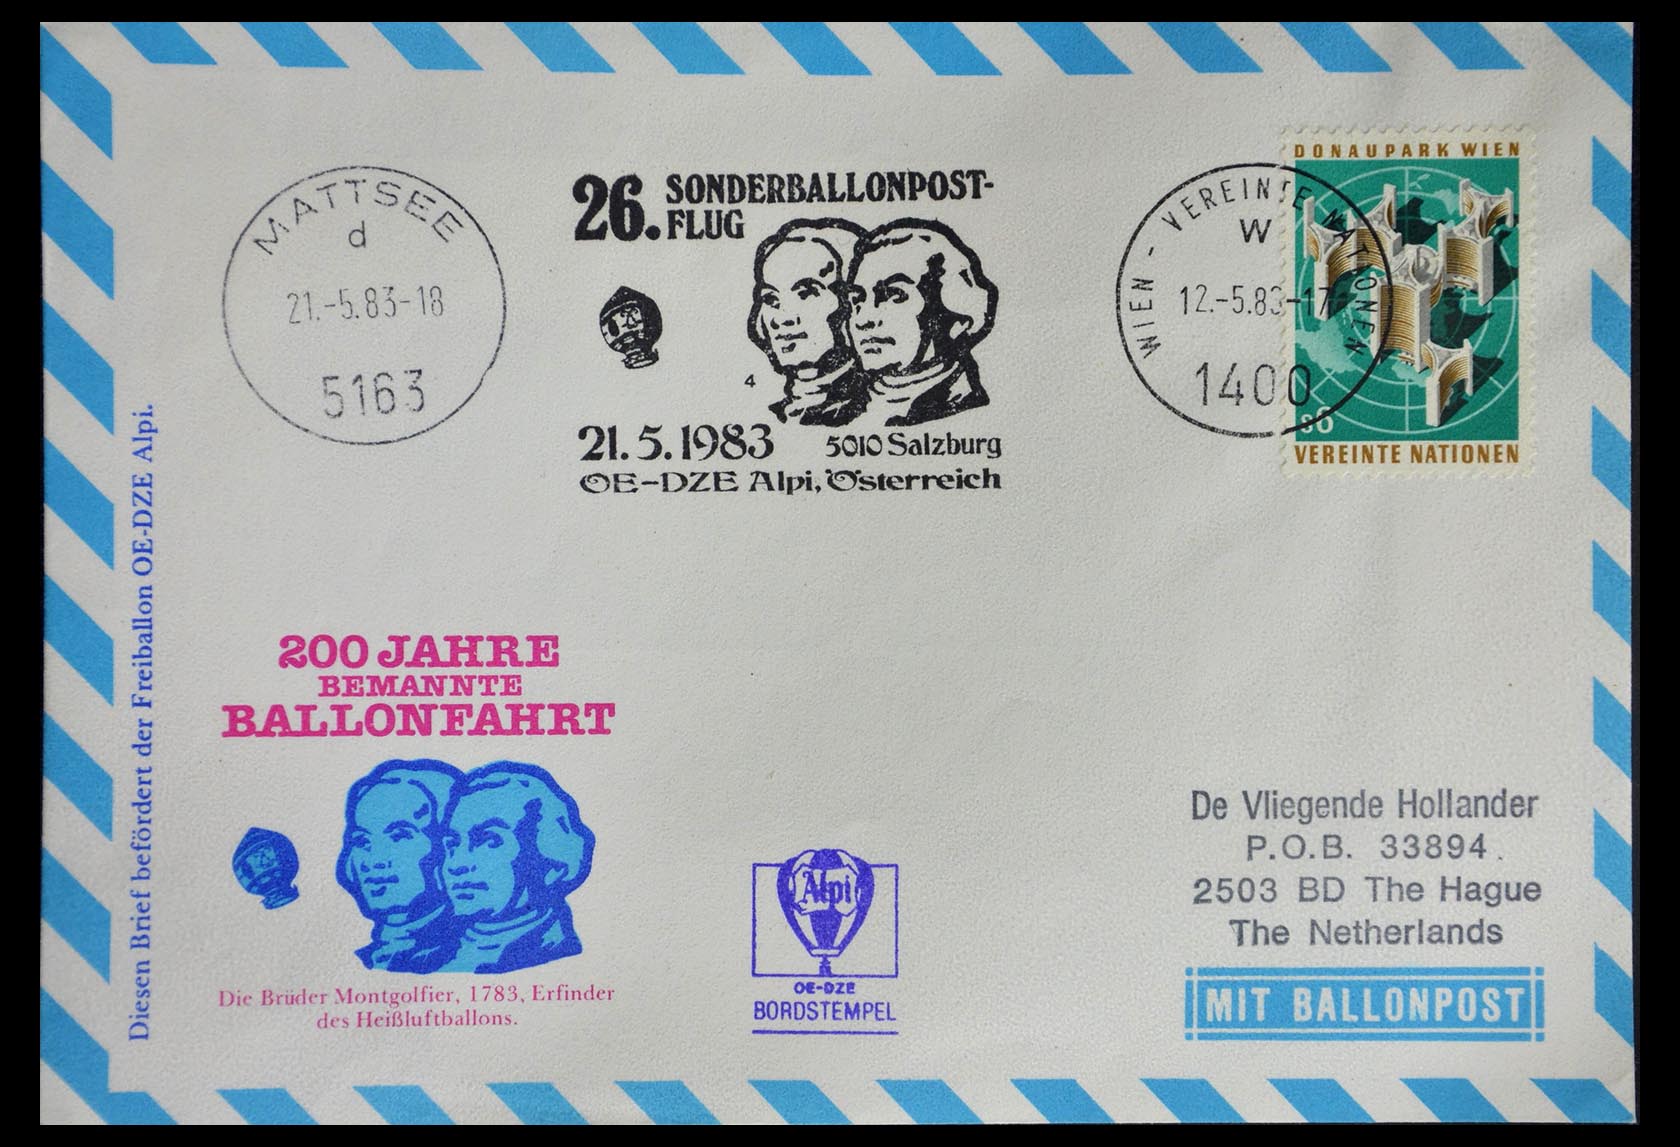 MATTSEE
d
21.-5.83-18
5163
26. SONDERBALLONPOST-
FLUG
4
21.5.1983 5010 Salzburg
OE-DZE Alpi, Österreich
WIEN - VEREINTE NATIONEN
W
12.-5.83-17
1400
DONAUPARK WIEN
s6
VEREINTE NATIONEN
Diesen Brief befördert der Freiballon OE-DZE Alpi.
200 JAHRE
BEMANNTE
BALLONFAHRT
Die Brüder Montgolfier, 1783, Erfinder
des Heißluftballons.
Alpi
OE-DZE
BORDSTEMPEL
De Vliegende Hollander
P.O.B. 33894.
2503 BD The Hague
The Netherlands
MIT BALLONPOST